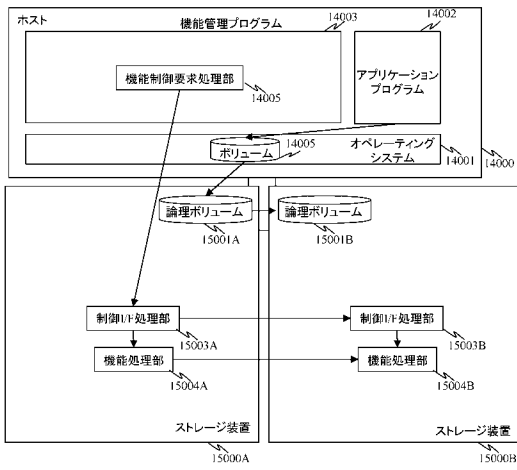 ホスト
機能管理プログラム
14003
14002
機能制御要求処理部
14005
アプリケーション
プログラム
ボリューム
14005
オペレーティング
システム
14001
14000
論理ボリューム
15001A
論理ボリューム
15001B
制御I/F処理部
15003A
制御I/F処理部
15003B
機能処理部
15004A
機能処理部
15004B
ストレージ装置
15000A
ストレージ装置
15000B